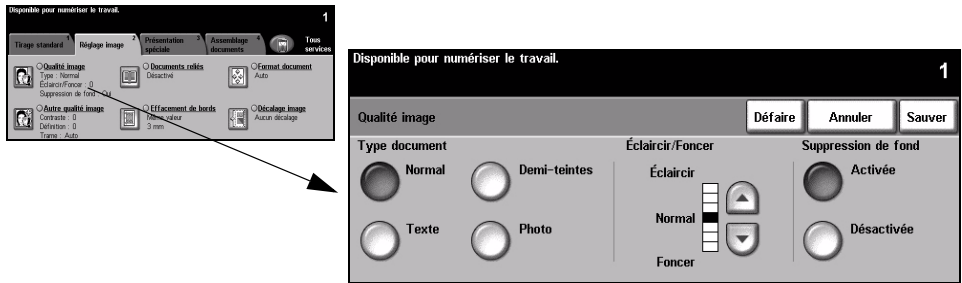 Disponible pour numériser le travail.
1
Tirage standard 1
Réglage image 2
Présentation spéciale 3
Assemblage documents 4
Tous services
Qualité image
Type : Normal
Éclaircir/Foncer : 0
Suppression de fond : Oui
Documents reliés
Désactivé
Format document
Auto
Autre qualité image
Contraste : 0
Définition : 0
Trame : Auto
Effacement de bords
Même valeur
3 mm
Décalage image
Aucun décalage
Disponible pour numériser le travail.
1
Qualité image
Défaire
Annuler
Sauver
Type document
Éclaircir/Foncer
Suppression de fond
Normal
Demi-teintes
Éclaircir
Activée
Texte
Photo
Normal
Désactivée
Foncer